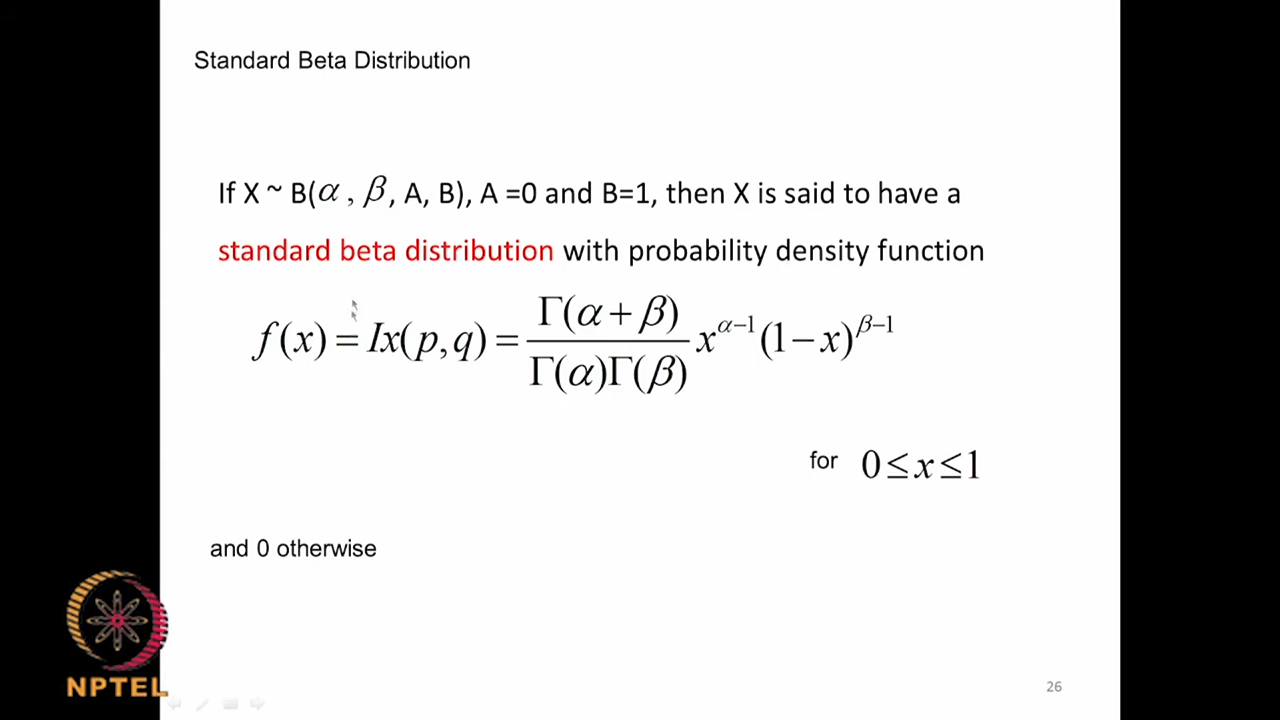 Standard Beta Distribution
If X ~ B(α, β, A, B), A =0 and B=1, then X is said to have a
standard beta distribution with probability density function
f(x) = Ix(p,q) = Γ(α+β) / Γ(α)Γ(β) x^(α−1) (1−x)^(β−1)
for 0≤x≤1
and 0 otherwise
NPTEL
26